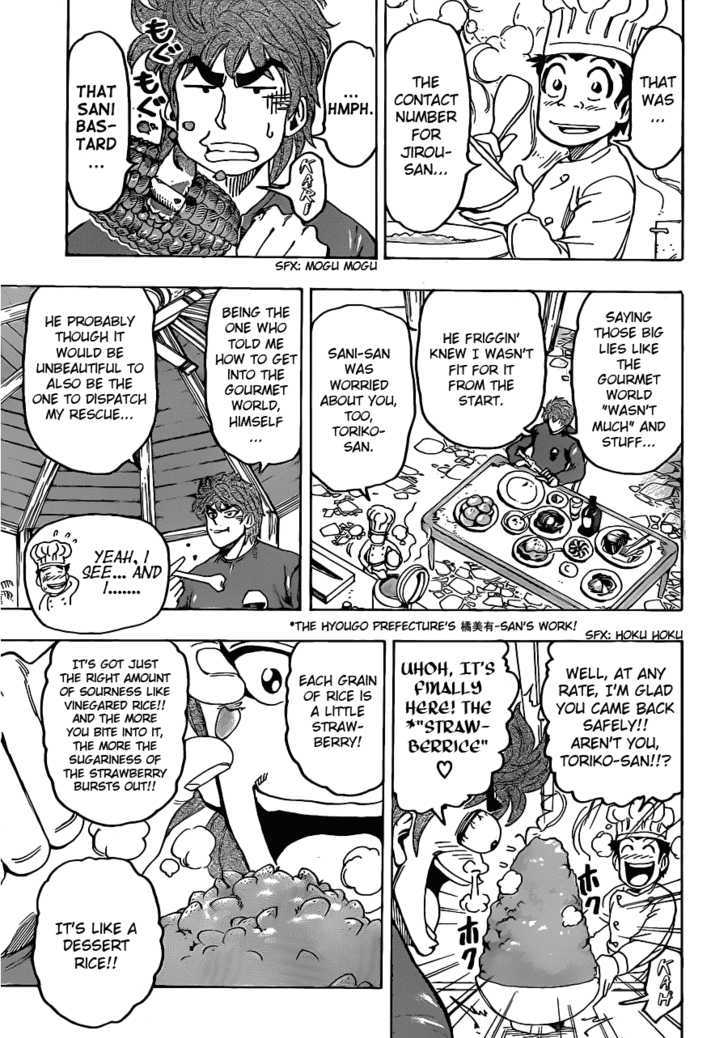 THAT
WAS ...
THE
CONTACT
NUMBER
FOR
JIROU-
SAN...
...
HMPH.
THAT
SANI
BAS-
TARD
...
もぐ
もぐ
KARI
SFX: MOGU MOGU
SAYING
THOSE BIG
LIES LIKE
THE
GOURMET
WORLD
"WASN'T
MUCH" AND
STUFF...
HE FRIGGIN'
KNEW I WASN'T
FIT FOR IT
FROM THE
START.
SANI-SAN
WAS
WORRIED
ABOUT YOU,
TOO,
TORIKO-
SAN.
BEING
THE ONE WHO
TOLD ME
HOW TO GET
INTO THE
GOURMET
WORLD,
HIMSELF
...
HE PROBABLY
THOUGH IT
WOULD BE
UNBEAUTIFUL TO
ALSO BE THE
ONE TO DISPATCH
MY RESCUE...
YEAH, I
SEE... AND
I.......
*THE HYOUGO PREFECTURE'S 橘美有-SAN'S WORK!
SFX: HOKU HOKU
WELL, AT ANY
RATE, I'M GLAD
YOU CAME BACK
SAFELY!!
AREN'T YOU,
TORIKO-SAN!!?
UHOH, IT'S
FINALLY
HERE! THE
*"STRAW-
BERRICE"
♡
ホク
ホク
KAH
EACH GRAIN
OF RICE IS
A LITTLE
STRAW-
BERRY!
IT'S GOT JUST
THE RIGHT AMOUNT
OF SOURNESS LIKE
VINEGARED RICE!!
AND THE MORE
YOU BITE INTO IT,
THE MORE THE
SUGARINESS OF
THE STRAWBERRY
BURSTS OUT!!
IT'S LIKE A
DESSERT
RICE!!